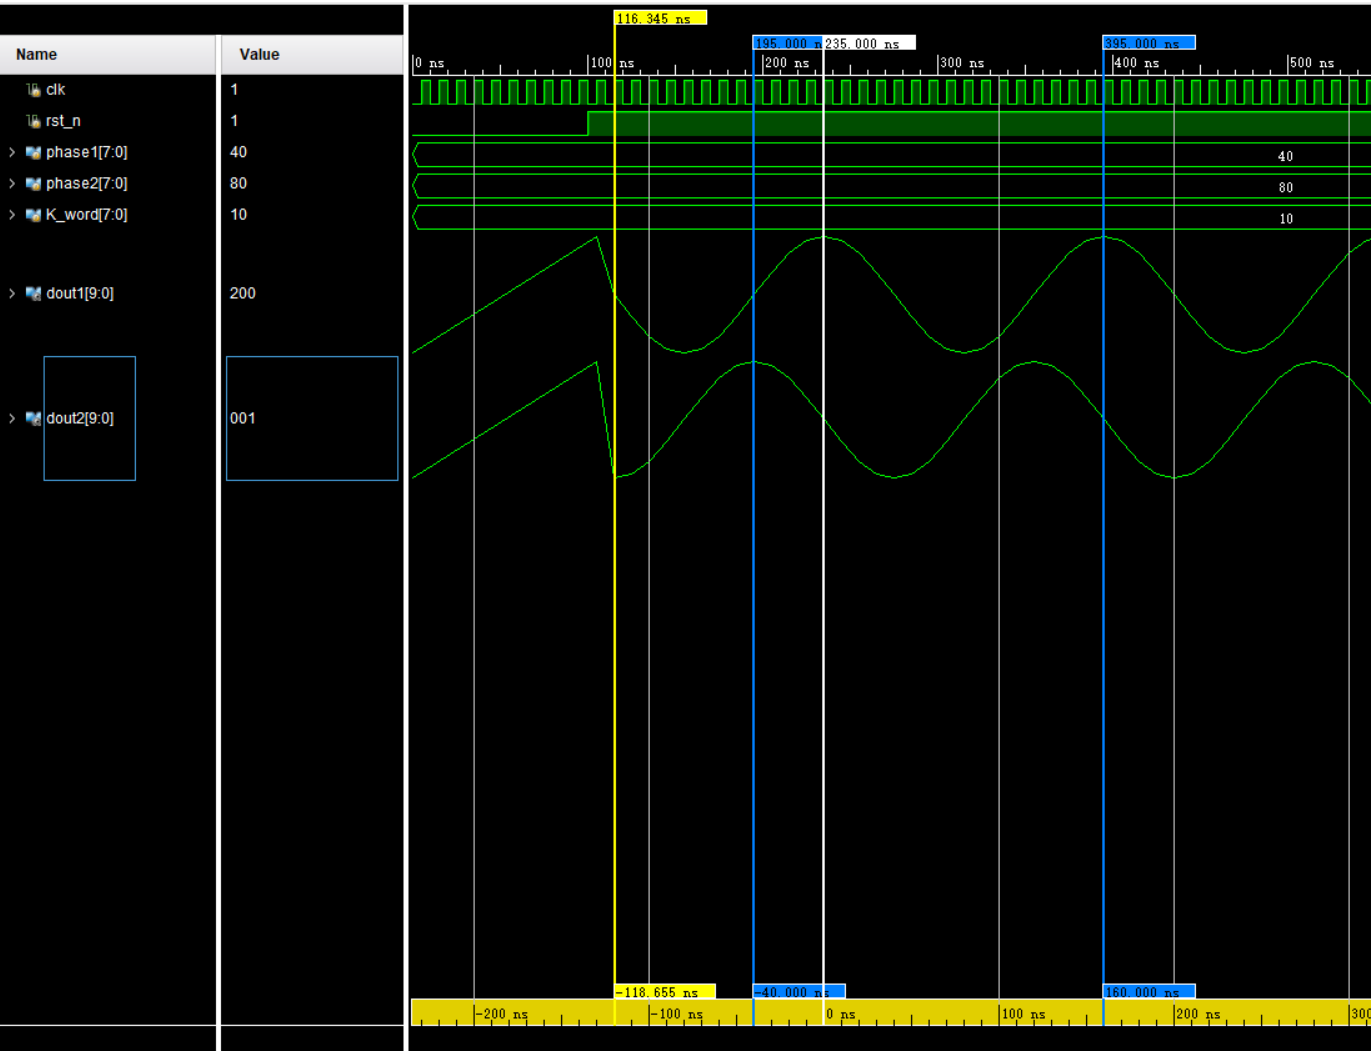 116.345 ns
195.000 n 235.000 ns 395.000 ns
Name Value
0 ns 100 ns 200 ns 300 ns 400 ns 500 ns
clk 1
rst_n 1
phase1[7:0] 40 40
phase2[7:0] 80 80
K_word[7:0] 10 10
dout1[9:0] 200
dout2[9:0] 001
-118.655 ns -40.000 ns 160.000 ns
-200 ns -100 ns 0 ns 100 ns 200 ns 300